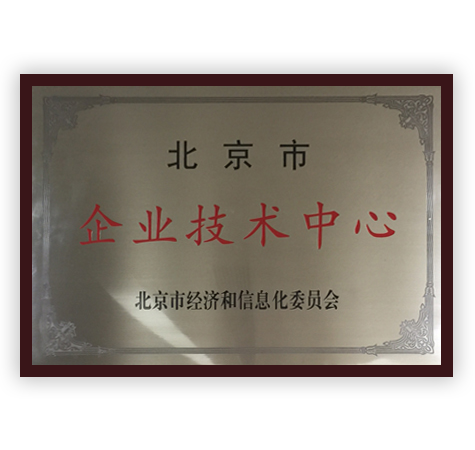 北京市
企业技术中心
北京市经济和信息化委员会